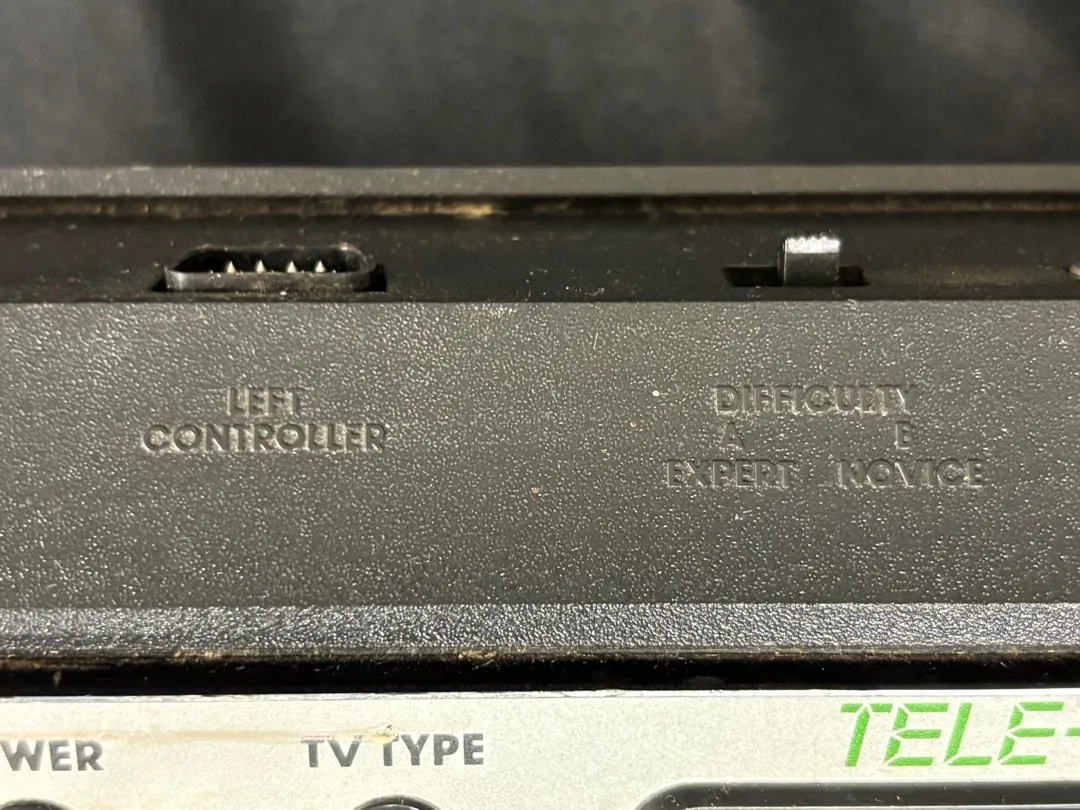 LEFT
CONTROLLER
DIFFICULTY
A B
EXPERT NOVICE
WER
TV TYPE
TELE-